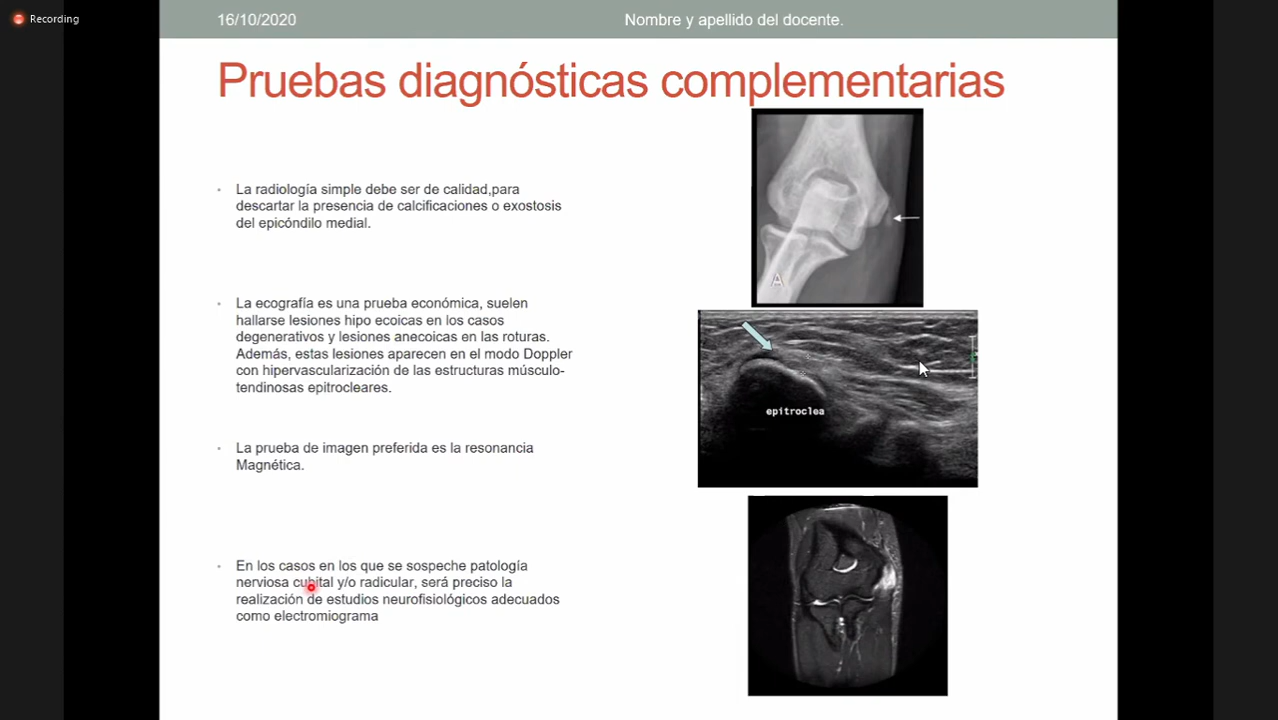 Recording
16/10/2020
Nombre y apellido del docente.
Pruebas diagnósticas complementarias
La radiología simple debe ser de calidad,para
descartar la presencia de calcificaciones o exostosis
del epicóndilo medial.
La ecografía es una prueba económica, suelen
hallarse lesiones hipo ecoicas en los casos
degenerativos y lesiones anecoicas en las roturas.
Además, estas lesiones aparecen en el modo Doppler
con hipervascularización de las estructuras músculo-
tendinosas epitrocleares.
La prueba de imagen preferida es la resonancia
Magnética.
En los casos en los que se sospeche patología
nerviosa cubital y/o radicular, será preciso la
realización de estudios neurofisiológicos adecuados
como electromiograma
A
epitroclea